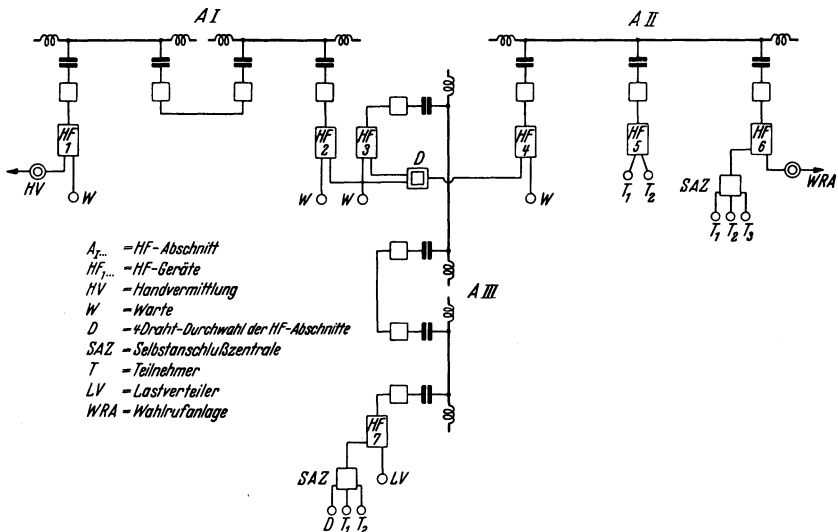 A I
A II
HF 1
HF 2
HF 3
HF 4
HF 5
HF 6
D
HV
W
W
W
W
T₁ T₂
SAZ
WRA
T₁ T₂ T₃
A III
A_I... = HF-Abschnitt
HF₁... = HF-Geräte
HV = Handvermittlung
W = Warte
D = 4Draht-Durchwahl der HF-Abschnitte
SAZ = Selbstanschlußzentrale
T = Teilnehmer
LV = Lastverteiler
WRA = Wahlrufanlage
HF 7
SAZ
LV
D T₁ T₂